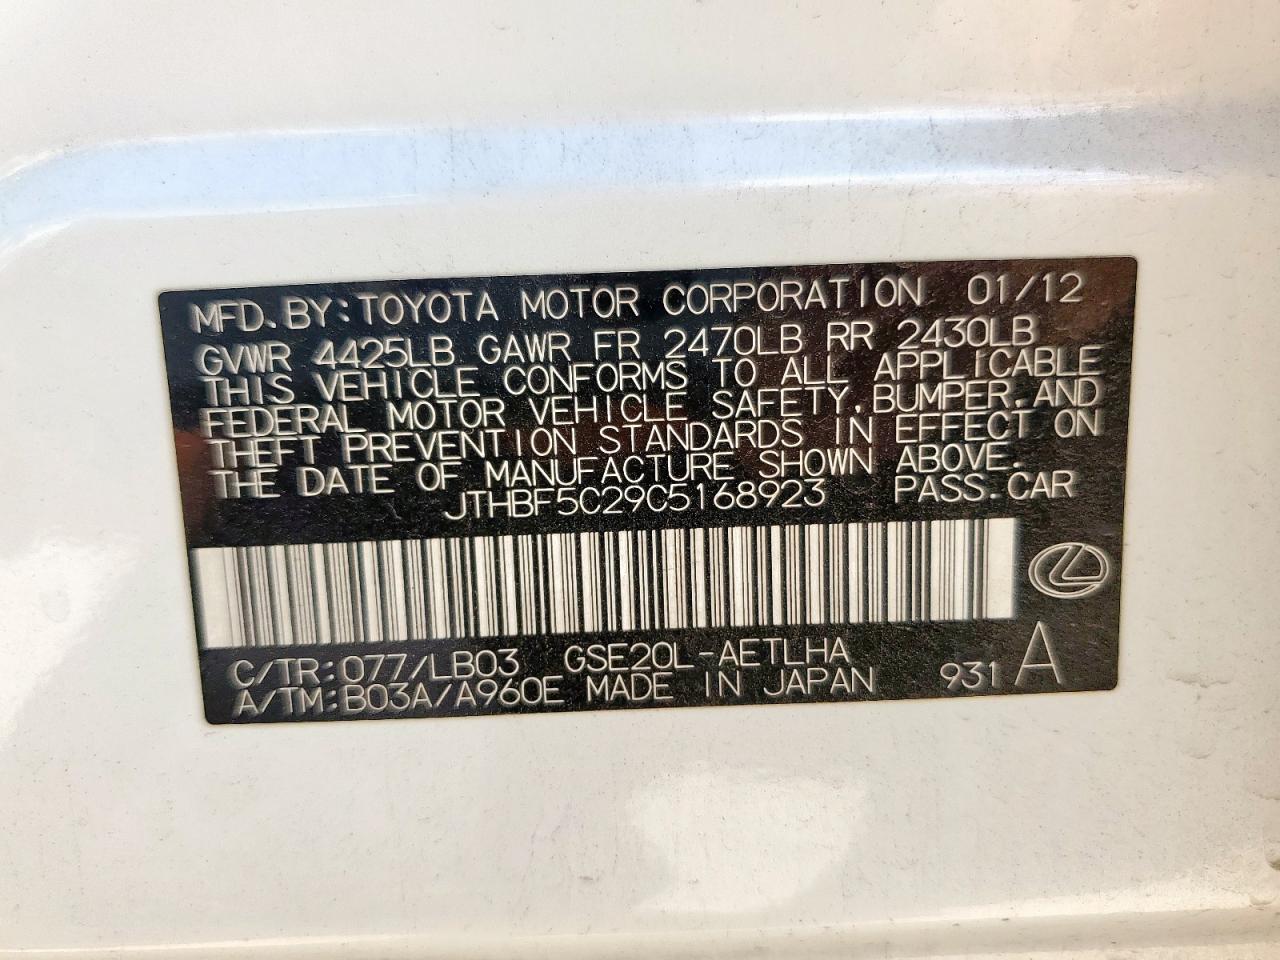 MFD. BY: TOYOTA MOTOR CORPORATION 01/12
GVWR 4425LB GAWR FR 2470LB RR 2430LB
THIS VEHICLE CONFORMS TO ALL APPLICABLE
FEDERAL MOTOR VEHICLE SAFETY, BUMPER, AND
THEFT PREVENTION STANDARDS IN EFFECT ON
THE DATE OF MANUFACTURE SHOWN ABOVE.
JTHBF5C29C5168923 PASS. CAR
C/TR: 077/LB03 GSE20L-AETLHA
A/TM: B03A/A960E MADE IN JAPAN 931 A